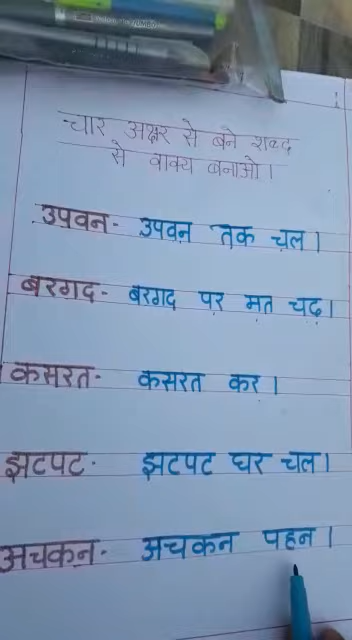 चार अक्षर से बने शब्द
से वाक्य बनाओ।
उपवन- उपवन तक चल।
बरगद- बरगद पर मत चढ़।
कसरत- कसरत कर।
झटपट- झटपट घर चल।
अचकन- अचकन पहन।